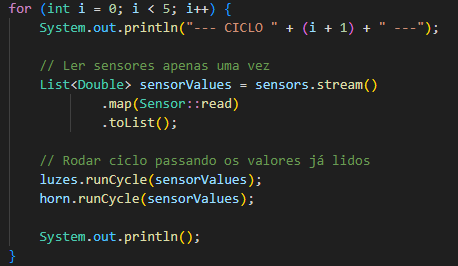 for (int i = 0; i < 5; i++) {
    System.out.println("--- CICLO " + (i + 1) + " ---");

    // Ler sensores apenas uma vez
    List<Double> sensorValues = sensors.stream()
            .map(Sensor::read)
            .toList();

    // Rodar ciclo passando os valores já lidos
    luzes.runCycle(sensorValues);
    horn.runCycle(sensorValues);

    System.out.println();
}